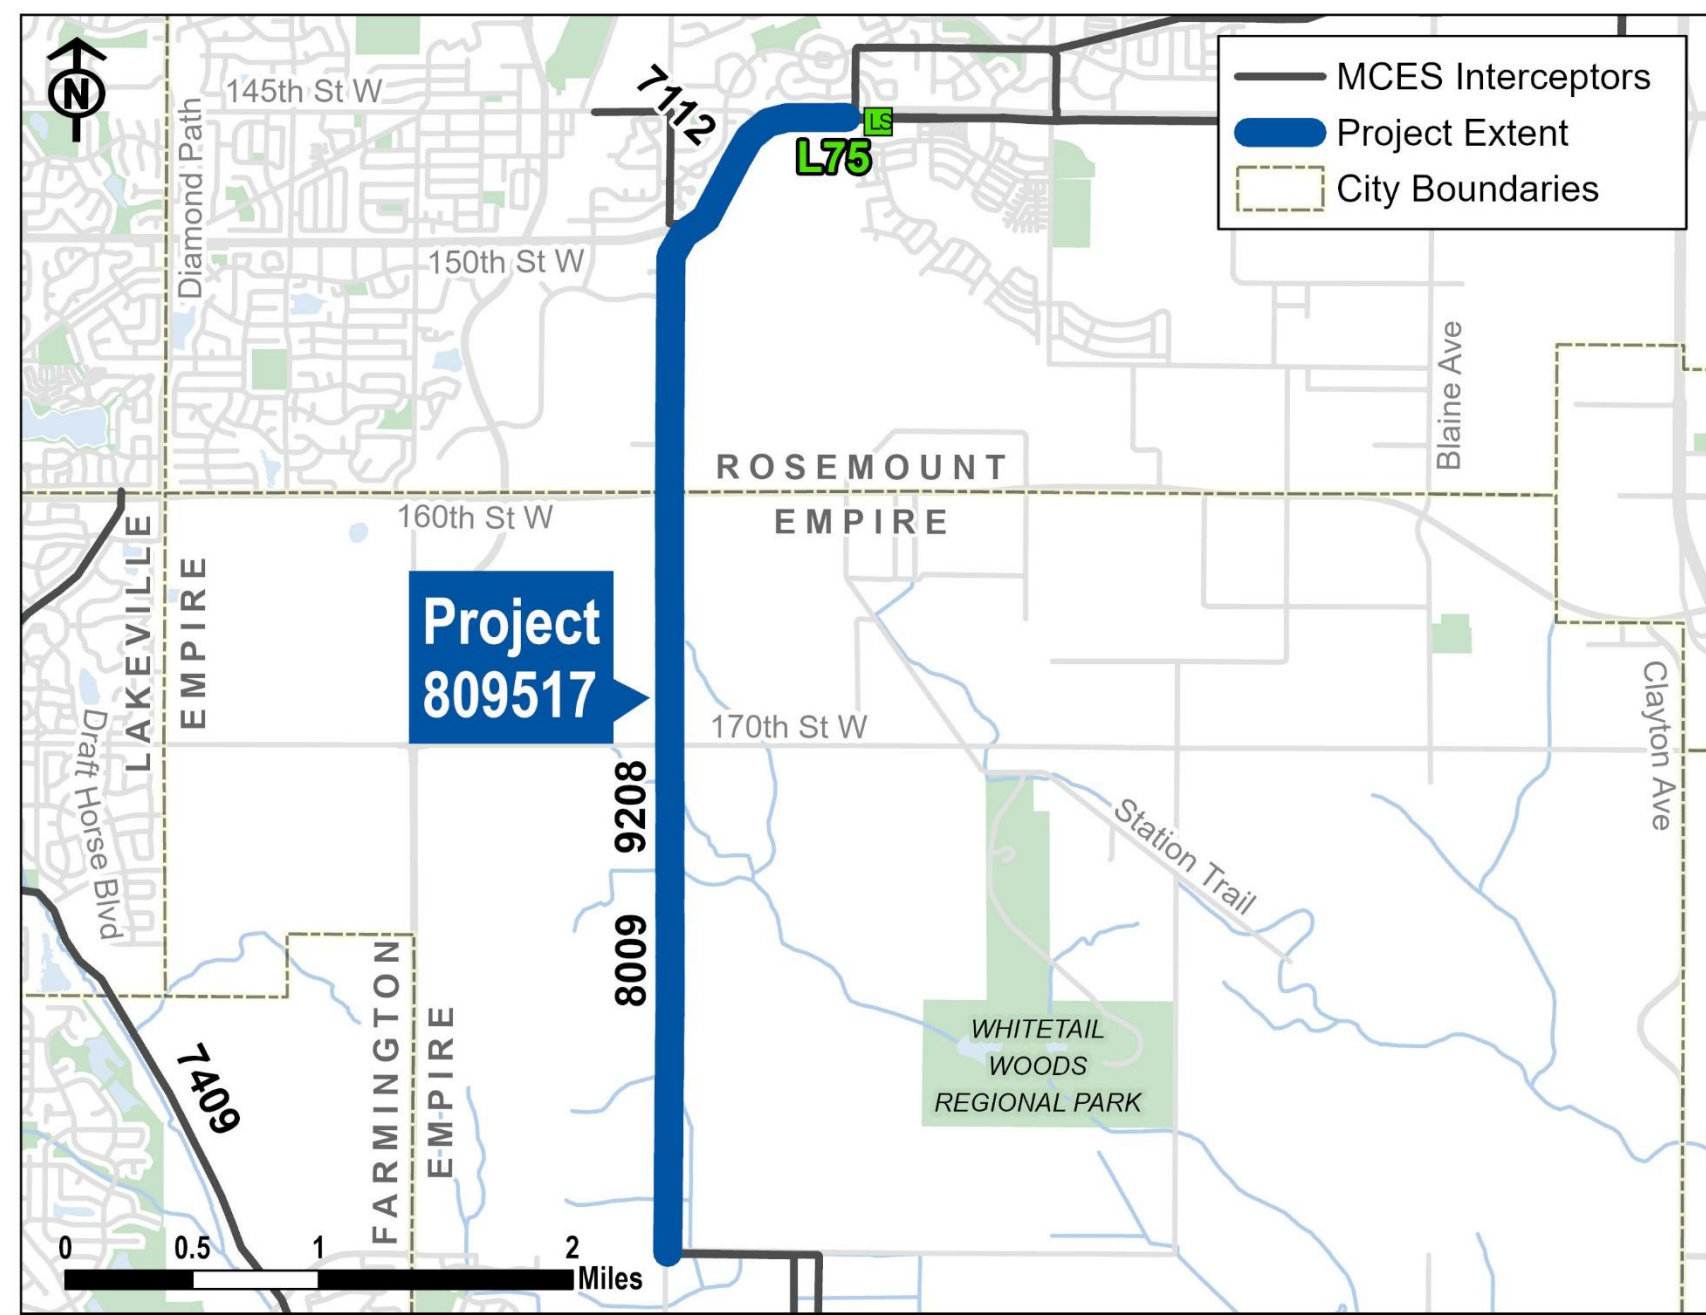 N
145th St W
Diamond Path
7112
LS
L75
MCES Interceptors
Project Extent
City Boundaries
150th St W
Blaine Ave
ROSEMOUNT
EMPIRE
160th St W
LAKEVILLE
EMPIRE
Project
809517
170th St W
Clayton Ave
Draft Horse Blvd
9208
Station Trail
8009
FARMINGTON
EMPIRE
WHITETAIL
WOODS
REGIONAL PARK
7409
0 0.5 1 2
Miles